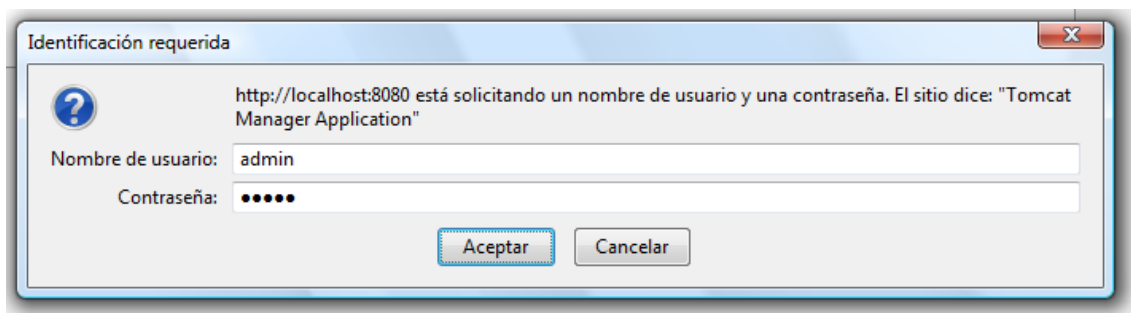 Identificación requerida
http://localhost:8080 está solicitando un nombre de usuario y una contraseña. El sitio dice: "Tomcat
Manager Application"
Nombre de usuario: admin
Contraseña: •••••
Aceptar Cancelar